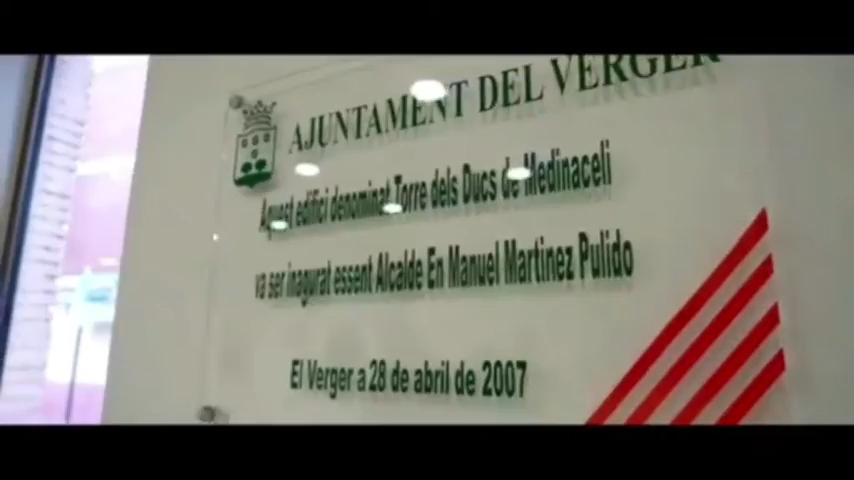 AJUNTAMENT DEL VERGER
Aquest edifici denominat Torre dels Ducs de Medinaceli
va ser inagurat essent Alcalde En Manuel Martinez Pulido
El Verger a 28 de abril de 2007